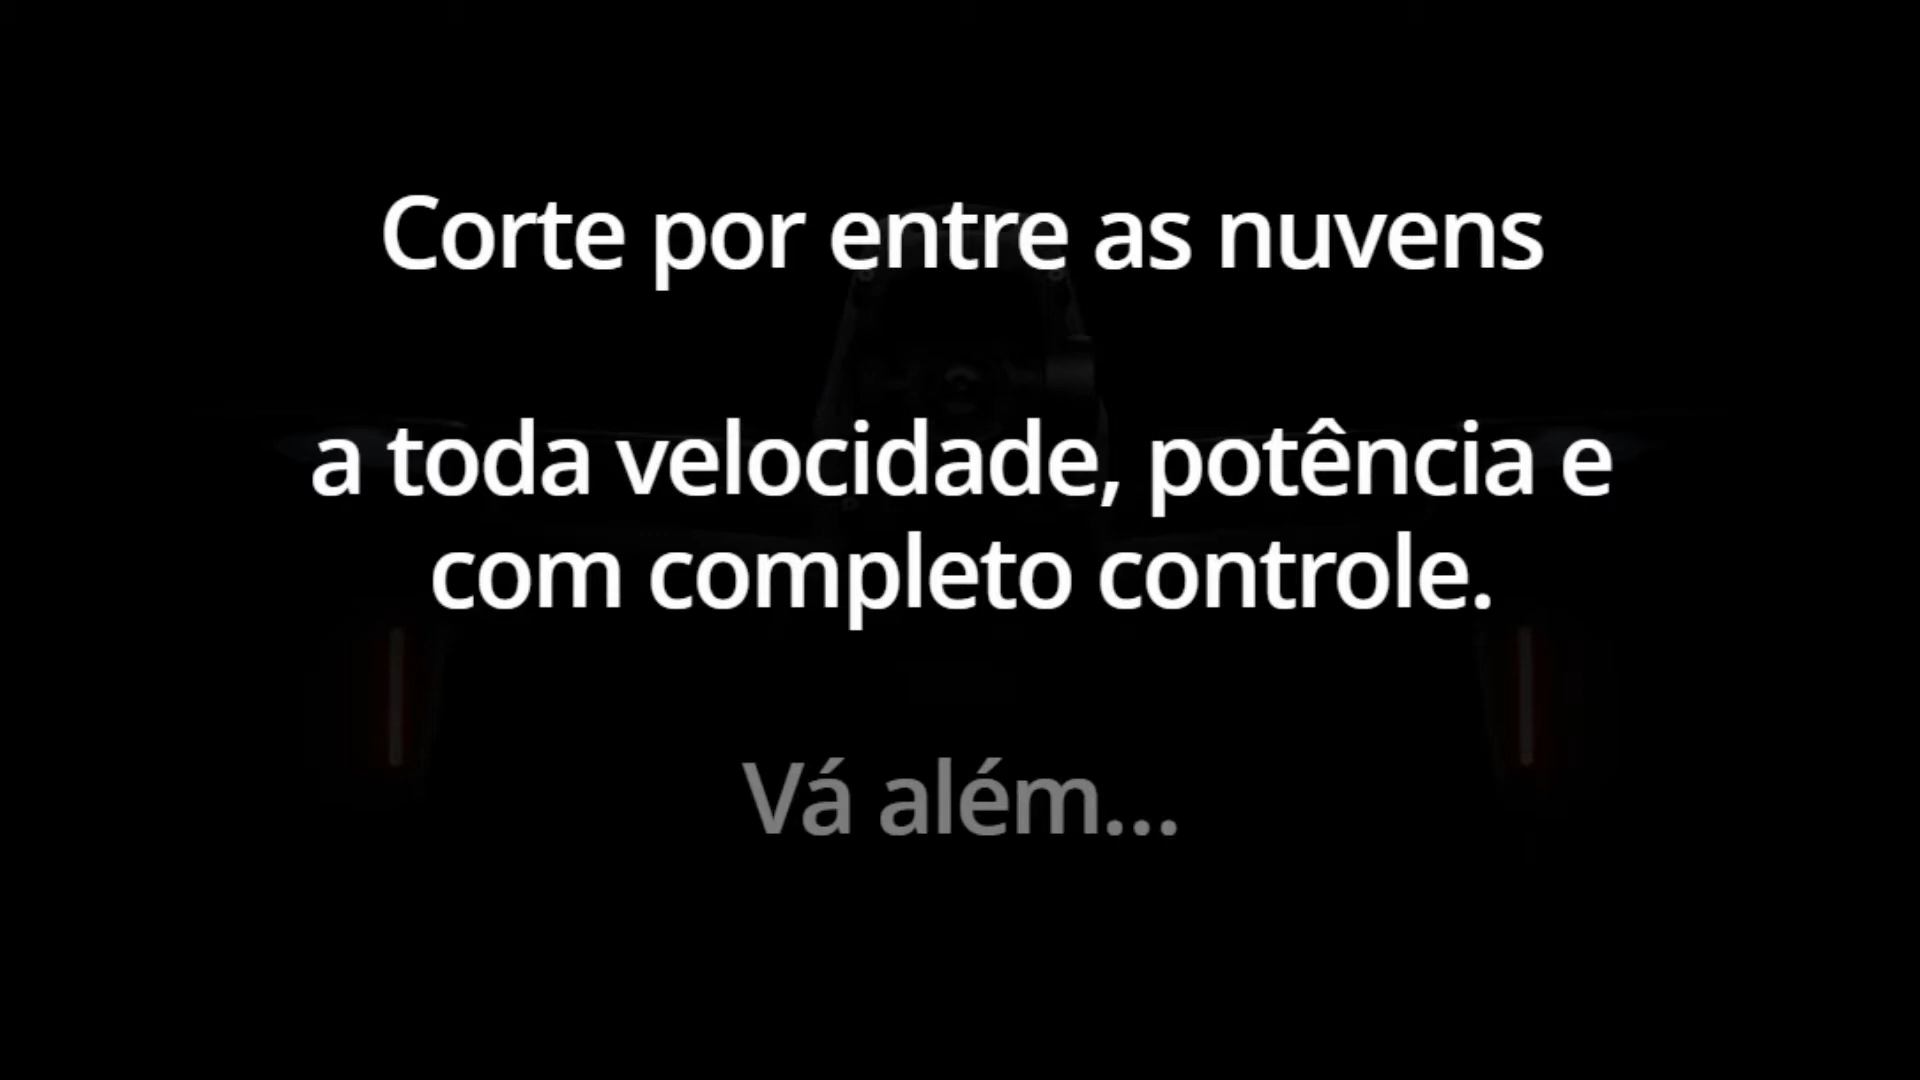 Corte por entre as nuvens
a toda velocidade, potência e
com completo controle.
Vá além...